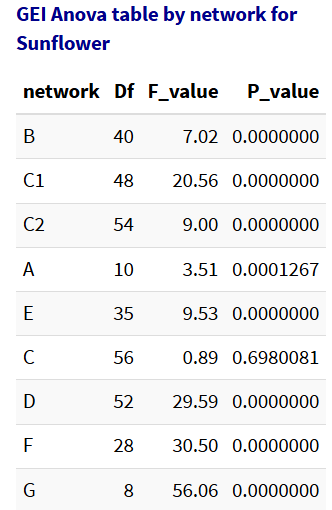 GEI Anova table by network for
Sunflower
network Df F_value P_value
B 40 7.02 0.0000000
C1 48 20.56 0.0000000
C2 54 9.00 0.0000000
A 10 3.51 0.0001267
E 35 9.53 0.0000000
C 56 0.89 0.6980081
D 52 29.59 0.0000000
F 28 30.50 0.0000000
G 8 56.06 0.0000000